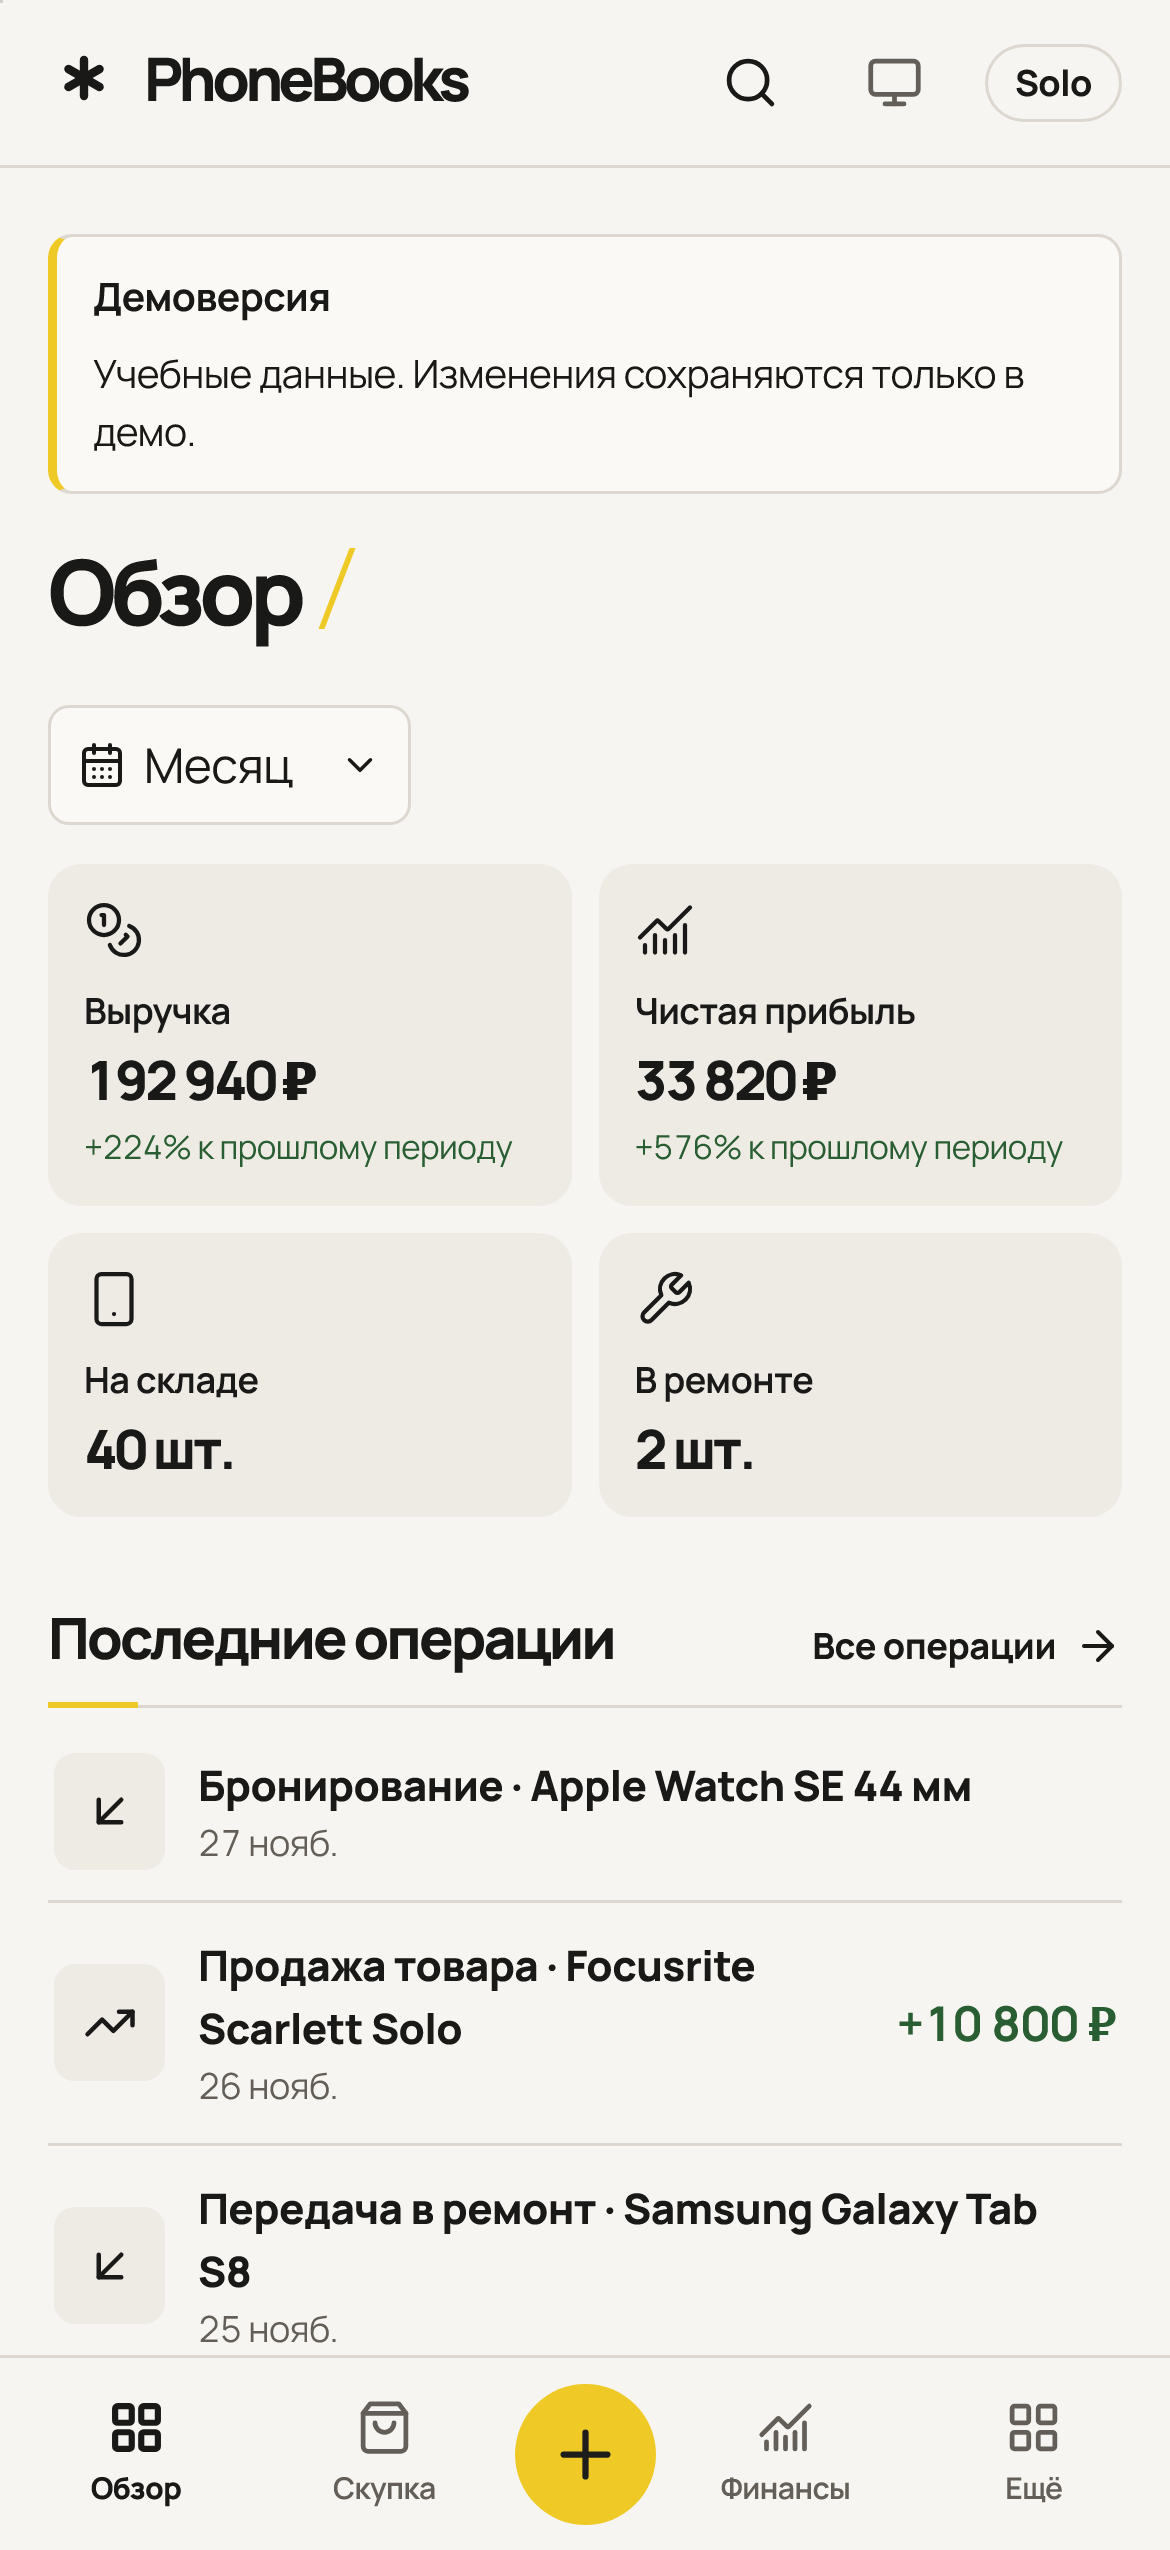 PhoneBooks
Solo
Демоверсия
Учебные данные. Изменения сохраняются только в
демо.
Обзор /
Месяц
Выручка
192 940 ₽
+224% к прошлому периоду
Чистая прибыль
33 820 ₽
+576% к прошлому периоду
На складе
40 шт.
В ремонте
2 шт.
Последние операции
Все операции
Бронирование · Apple Watch SE 44 мм
27 нояб.
Продажа товара · Focusrite
Scarlett Solo
26 нояб.
+10 800 ₽
Передача в ремонт · Samsung Galaxy Tab
S8
25 нояб.
Обзор
Скупка
Финансы
Ещё